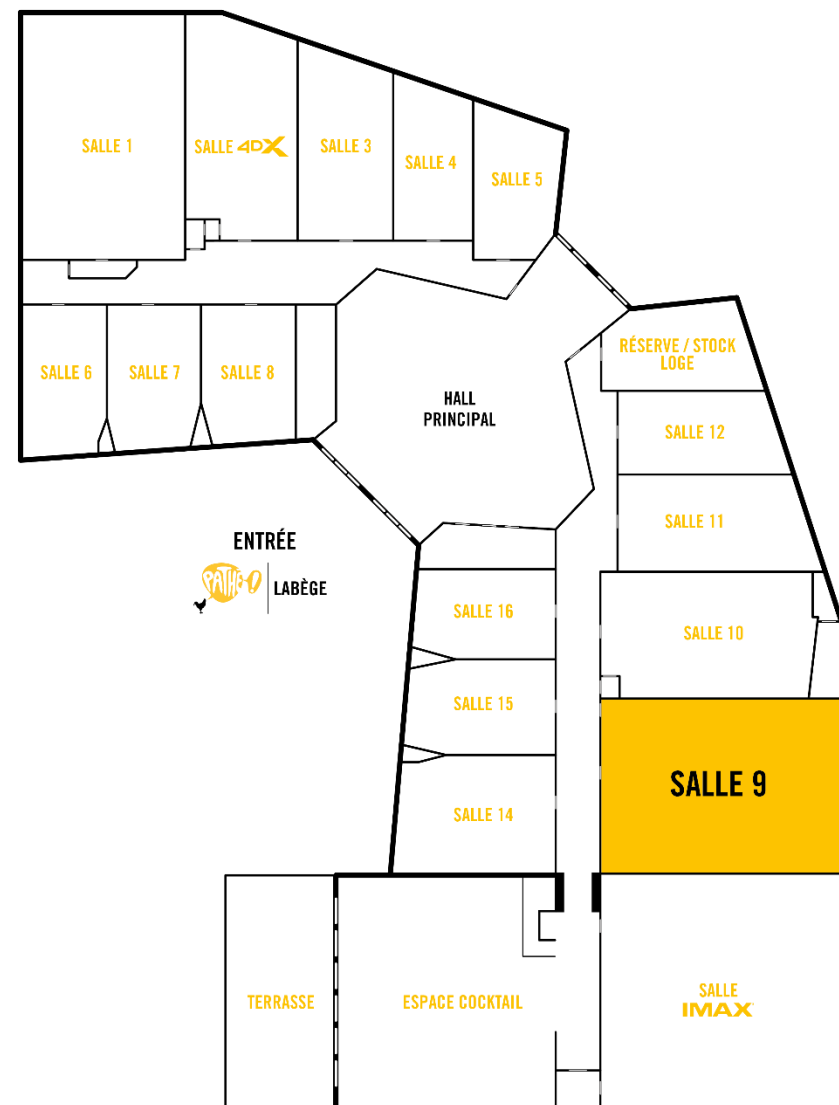 SALLE 1
SALLE 4DX
SALLE 3
SALLE 4
SALLE 5
SALLE 6
SALLE 7
SALLE 8
HALL
PRINCIPAL
RÉSERVE / STOCK
LOGE
SALLE 12
SALLE 11
ENTRÉE
PATHÉ!
LABÈGE
SALLE 16
SALLE 10
SALLE 15
SALLE 9
SALLE 14
TERRASSE
ESPACE COCKTAIL
SALLE
IMAX